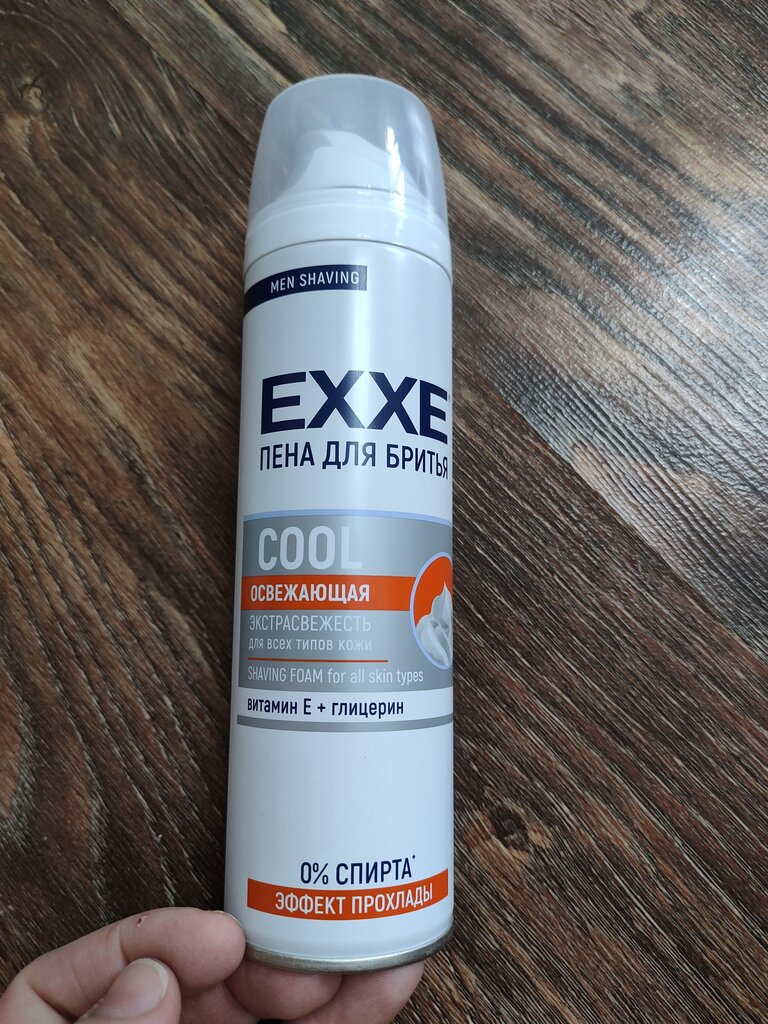 MEN SHAVING
EXXE
ПЕНА ДЛЯ БРИТЬЯ
COOL
ОСВЕЖАЮЩАЯ
ЭКСТРАСВЕЖЕСТЬ
для всех типов кожи
SHAVING FOAM for all skin types
витамин Е + глицерин
0% СПИРТА*
ЭФФЕКТ ПРОХЛАДЫ